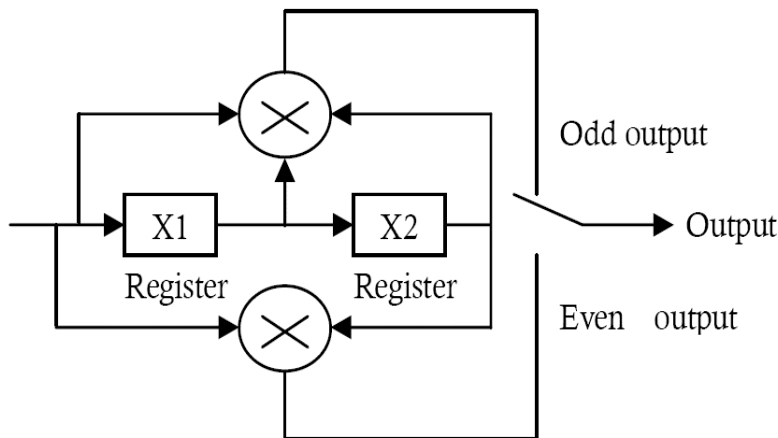 Odd output
X1
X2
Output
Register
Register
Even output